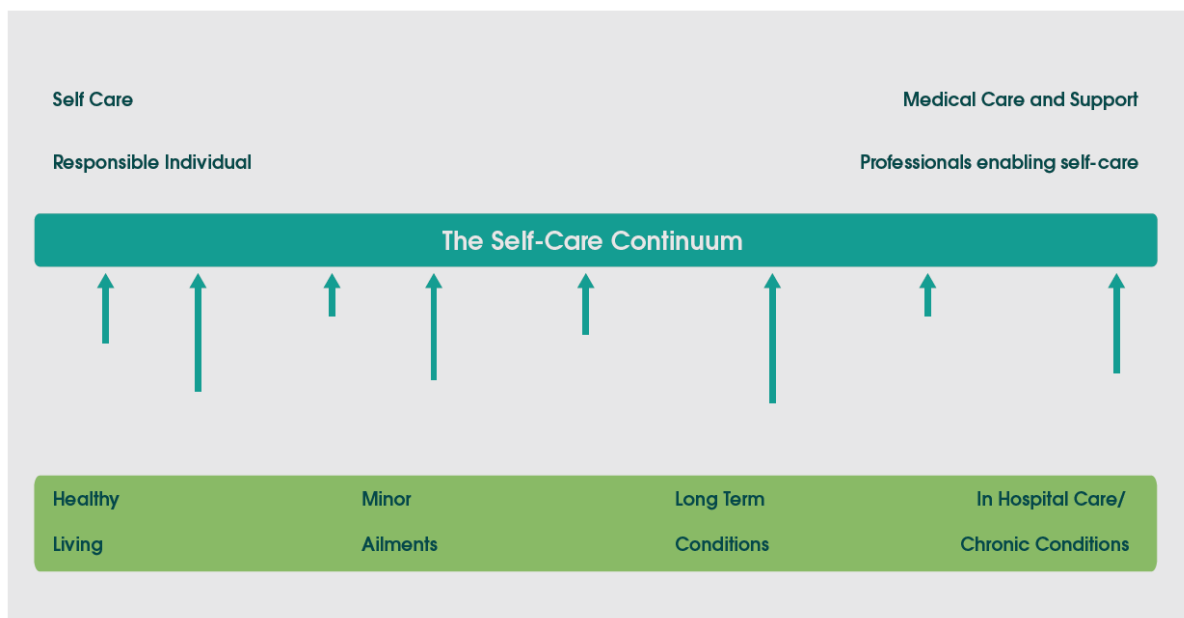 Self Care
Medical Care and Support
Responsible Individual
Professionals enabling self-care
The Self-Care Continuum
Healthy
Living
Minor
Ailments
Long Term
Conditions
In Hospital Care/
Chronic Conditions